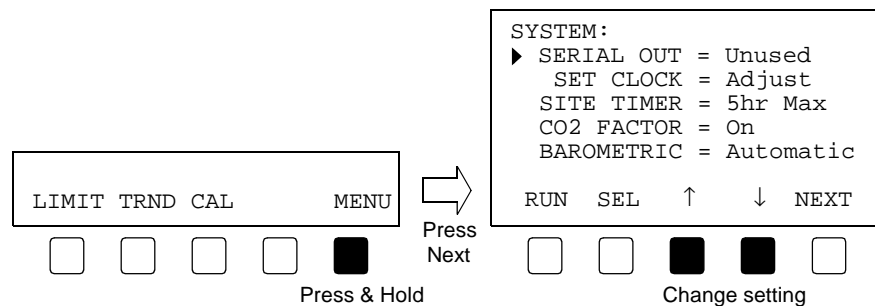 LIMIT TRND CAL MENU
Press & Hold
Press
Next
SYSTEM:
SERIAL OUT = Unused
SET CLOCK = Adjust
SITE TIMER = 5hr Max
CO2 FACTOR = On
BAROMETRIC = Automatic
RUN SEL ↑ ↓ NEXT
Change setting